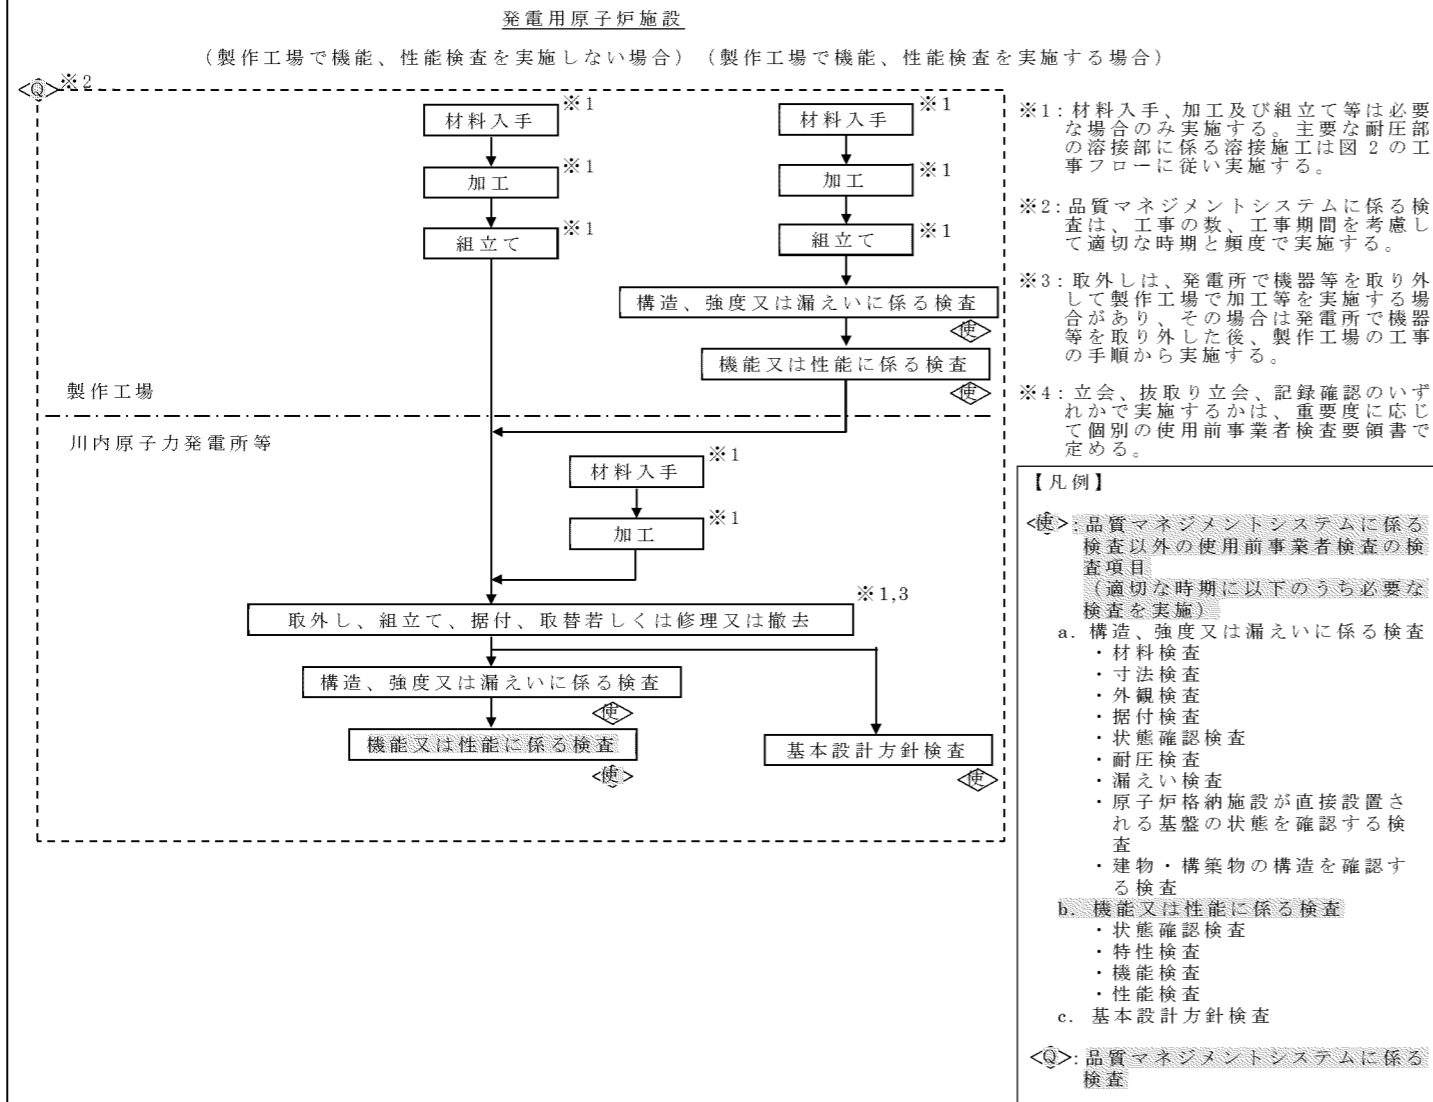 発電用原子炉施設
(製作工場で機能、性能検査を実施しない場合) (製作工場で機能、性能検査を実施する場合)
<Q>※2
材料入手 ※1
加工 ※1
組立て ※1
材料入手 ※1
加工 ※1
組立て ※1
構造、強度又は漏えいに係る検査
使
機能又は性能に係る検査
使
製作工場
川内原子力発電所等
材料入手 ※1
加工 ※1
※1,3
取外し、組立て、据付、取替若しくは修理又は撤去
構造、強度又は漏えいに係る検査
使
機能又は性能に係る検査
<使>
基本設計方針検査
使
※1:材料入手、加工及び組立て等は必要
な場合のみ実施する。主要な耐圧部
の溶接部に係る溶接施工は図2の工
事フローに従い実施する。
※2:品質マネジメントシステムに係る検
査は、工事の数、工事期間を考慮し
て適切な時期と頻度で実施する。
※3:取外しは、発電所で機器等を取り外
して製作工場で加工等を実施する場
合があり、その場合は発電所で機器
等を取り外した後、製作工場の工事
の手順から実施する。
※4:立会、抜取り立会、記録確認のいず
れかで実施するかは、重要度に応じ
て個別の使用前事業者検査要領書で
定める。
【凡例】
<使>:品質マネジメントシステムに係る
検査以外の使用前事業者検査の検
査項目
(適切な時期に以下のうち必要な
検査を実施)
a. 構造、強度又は漏えいに係る検査
・材料検査
・寸法検査
・外観検査
・据付検査
・状態確認検査
・耐圧検査
・漏えい検査
・原子炉格納施設が直接設置さ
れる基盤の状態を確認する検
査
・建物・構築物の構造を確認す
る検査
b. 機能又は性能に係る検査
・状態確認検査
・特性検査
・機能検査
・性能検査
c. 基本設計方針検査
<Q>:品質マネジメントシステムに係る
検査